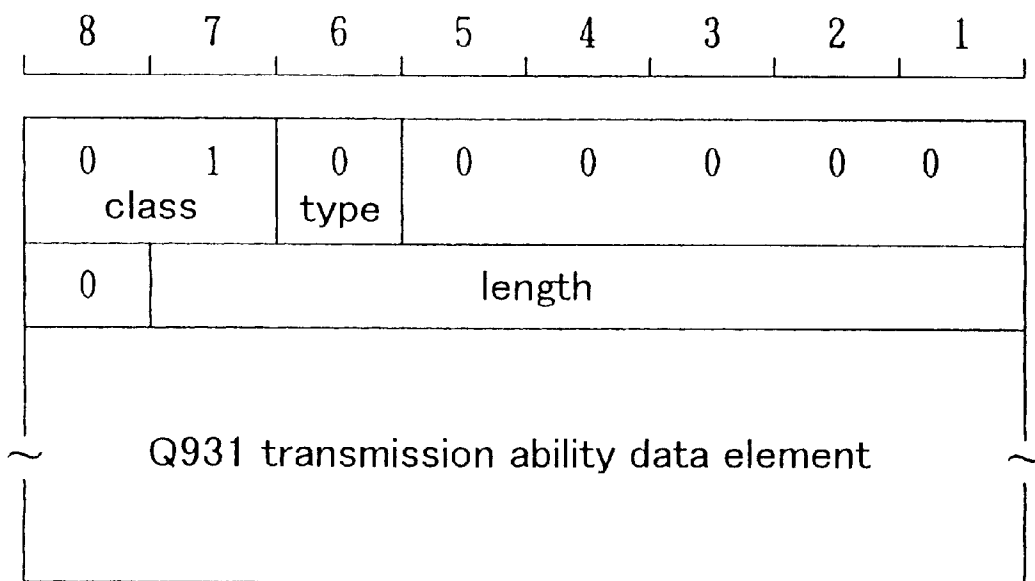 8 7 6 5 4 3 2 1
0 1 0 0 0 0 0 0
class type
0 length
Q931 transmission ability data element